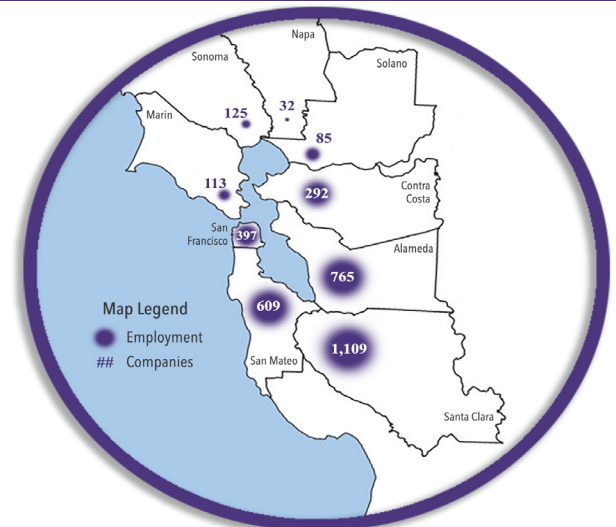 Napa
Sonoma
Solano
32
125
Marin
85
113
292
Contra
Costa
San
Francisco
397
Alameda
765
609
Map Legend
Employment
1,109
## Companies
San Mateo
Santa Clara